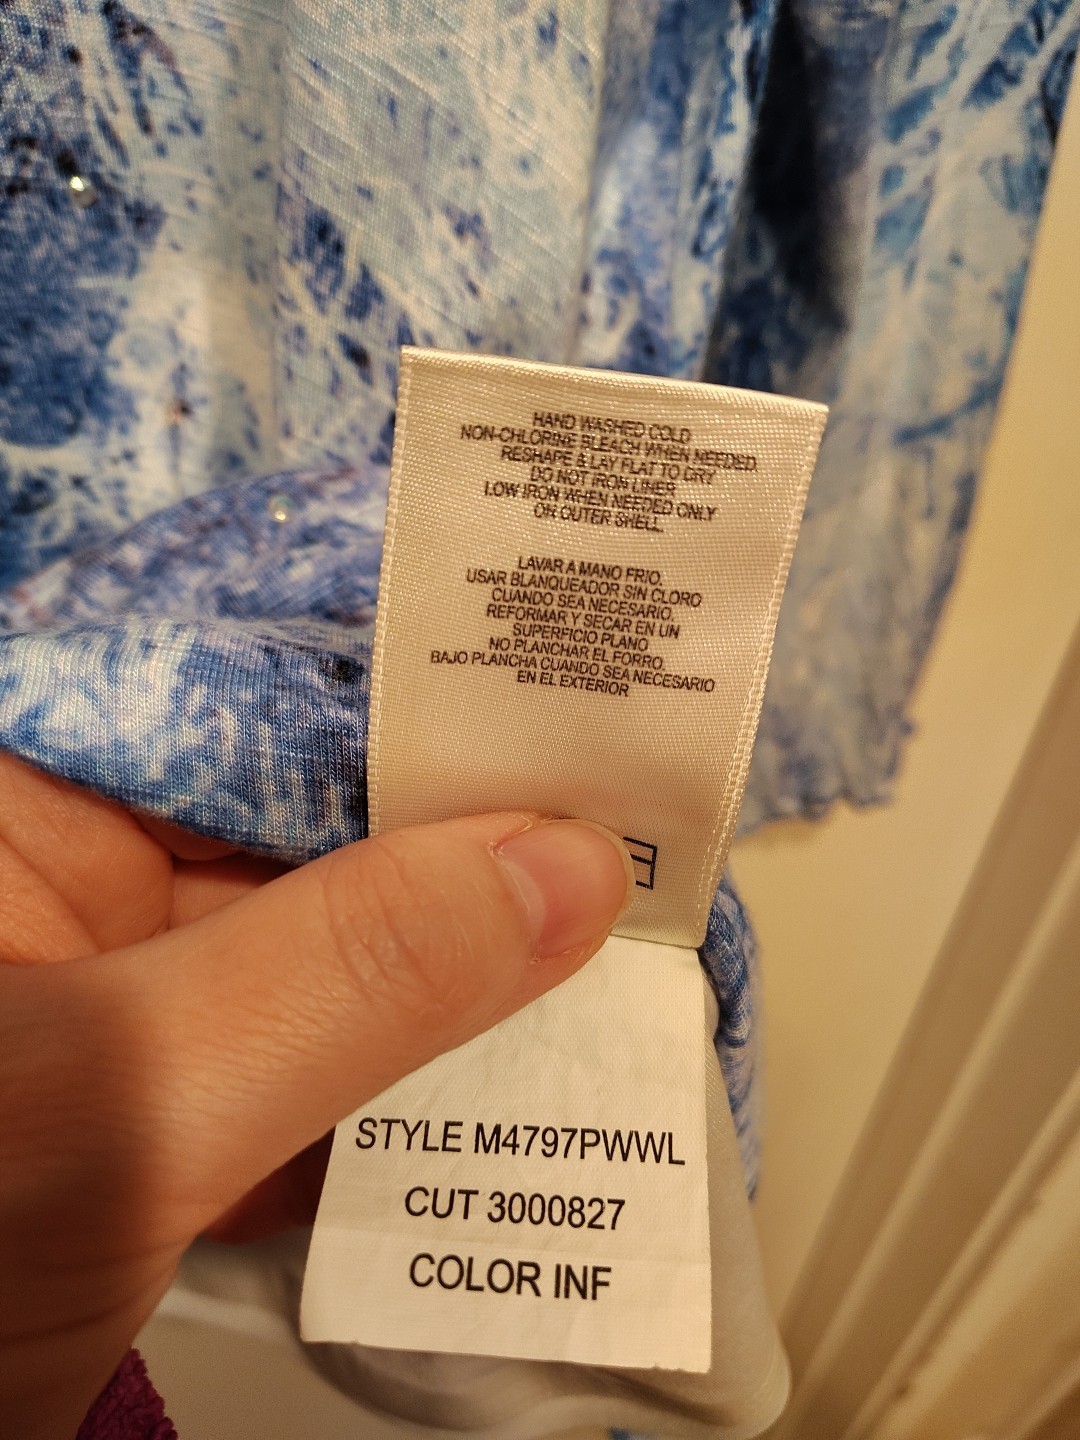 HAND WASHED COLD
NON-CHLORINE BLEACH WHEN NEEDED.
RESHAPE & LAY FLAT TO DRY
DO NOT IRON LINER
LOW IRON WHEN NEEDED ONLY
ON OUTER SHELL.
LAVAR A MANO FRIO.
USAR BLANQUEADOR SIN CLORO
CUANDO SEA NECESARIO.
REFORMAR Y SECAR EN UN
SUPERFICIO PLANO
NO PLANCHAR EL FORRO.
BAJO PLANCHA CUANDO SEA NECESARIO
EN EL EXTERIOR
STYLE M4797PWWL
CUT 3000827
COLOR INF